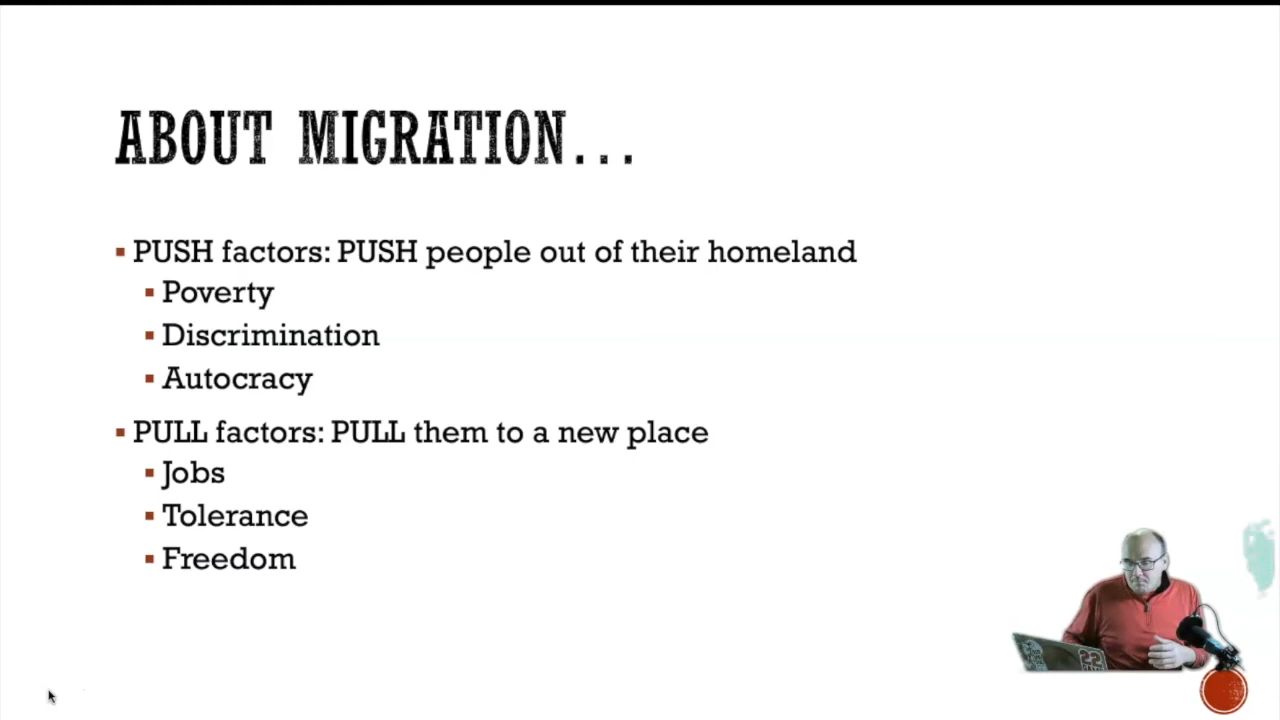 ABOUT MIGRATION...
PUSH factors: PUSH people out of their homeland
Poverty
Discrimination
Autocracy
PULL factors: PULL them to a new place
Jobs
Tolerance
Freedom
22